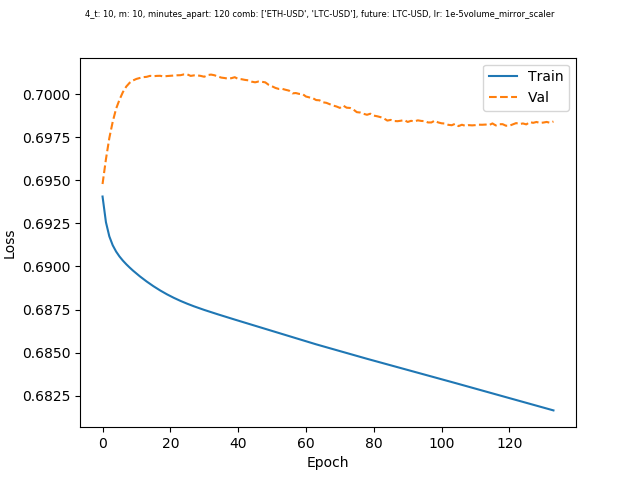 4_t: 10, m: 10, minutes_apart: 120 comb: ['ETH-USD', 'LTC-USD'], future: LTC-USD, lr: 1e-5volume_mirror_scaler
Train
Val
0.7000
0.6975
0.6950
0.6925
0.6900
0.6875
0.6850
0.6825
Loss
0 20 40 60 80 100 120
Epoch